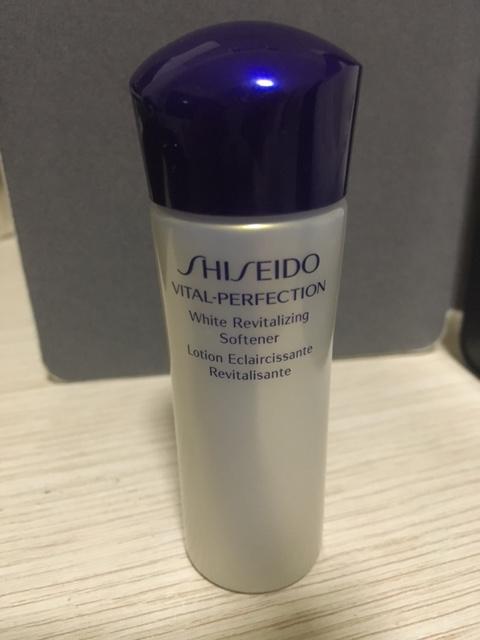 SHISEIDO
VITAL-PERFECTION
White Revitalizing
Softener
Lotion Eclaircissante
Revitalisante